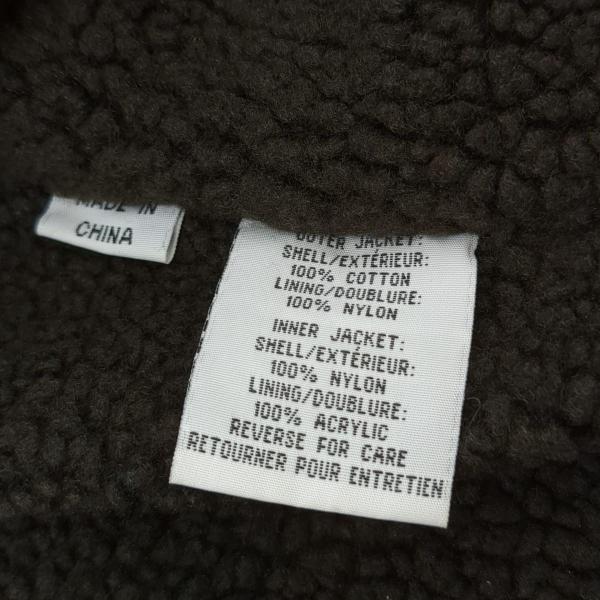 MADE IN
CHINA
OUTER JACKET:
SHELL/EXTÉRIEUR:
100% COTTON
LINING/DOUBLURE:
100% NYLON
INNER JACKET:
SHELL/EXTÉRIEUR:
100% NYLON
LINING/DOUBLURE:
100% ACRYLIC
REVERSE FOR CARE
RETOURNER POUR ENTRETIEN